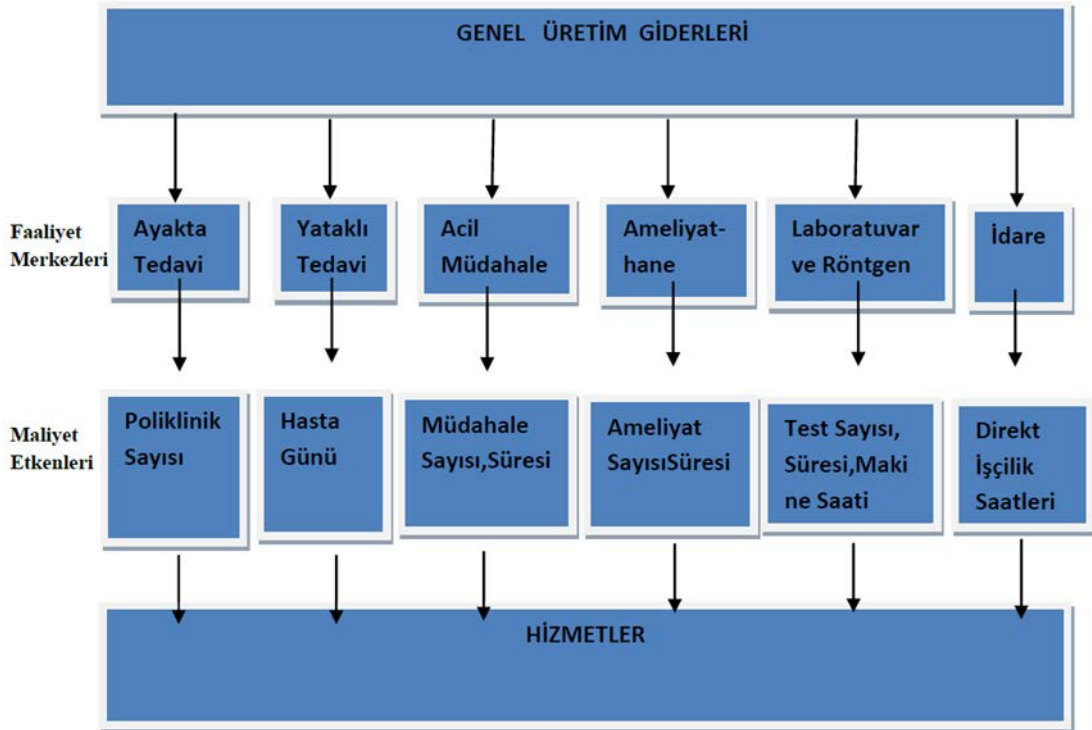 GENEL ÜRETİM GİDERLERİ
Faaliyet
Merkezleri
Ayakta
Tedavi
Yataklı
Tedavi
Acil
Müdahale
Ameliyat-
hane
Laboratuvar
ve Röntgen
İdare
Maliyet
Etkenleri
Poliklinik
Sayısı
Hasta
Günü
Müdahale
Sayısı,Süresi
Ameliyat
SayısıSüresi
Test Sayısı,
Süresi,Maki
ne Saati
Direkt
İşçilik
Saatleri
HİZMETLER